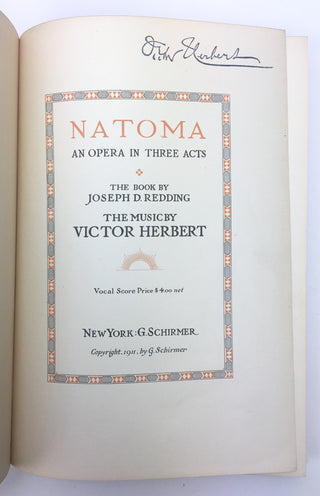 Victor Herbert
NATOMA
AN OPERA IN THREE ACTS
THE BOOK BY
JOSEPH D. REDDING
THE MUSIC BY
VICTOR HERBERT
Vocal Score Price $4.00 net
NEW YORK: G. SCHIRMER
Copyright, 1911, by G. Schirmer